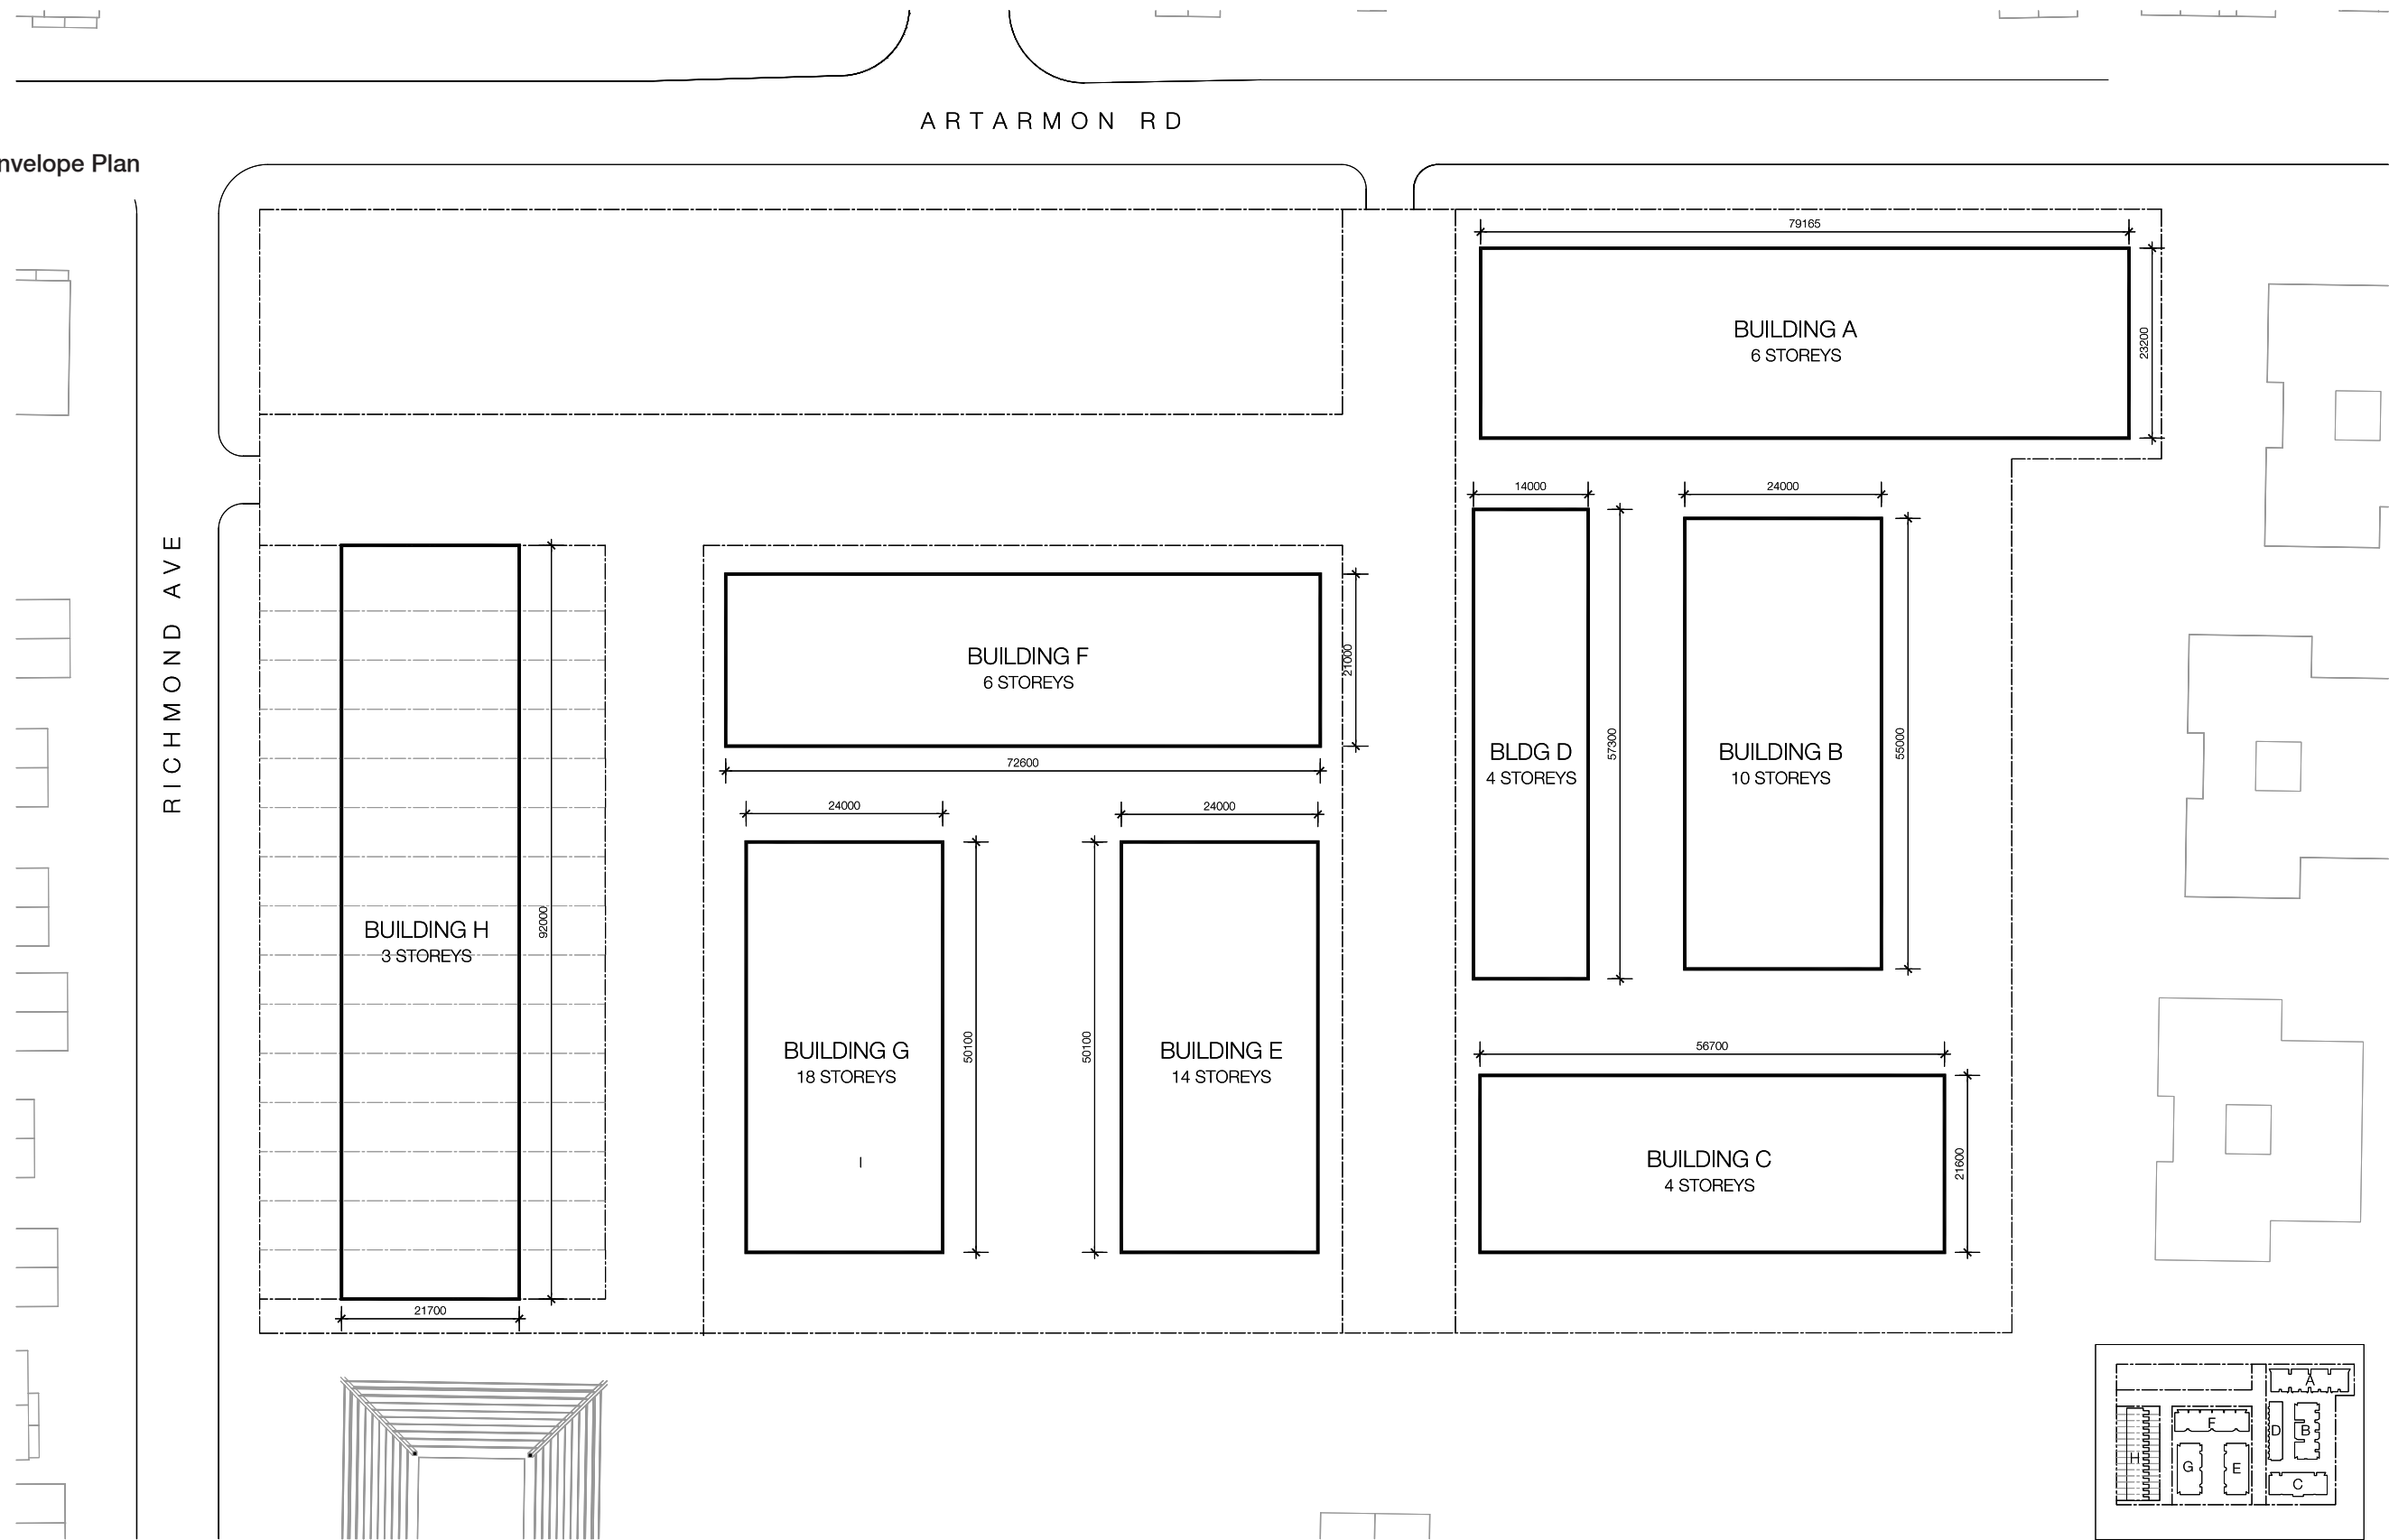 ARTARMON RD
nvelope Plan
79165
BUILDING A
6 STOREYS
23200
14000
24000
RICHMOND AVE
BUILDING F
6 STOREYS
21000
72600
BLDG D
4 STOREYS
57300
BUILDING B
10 STOREYS
55000
24000
24000
BUILDING H
3 STOREYS
92000
BUILDING G
18 STOREYS
50100
50100
BUILDING E
14 STOREYS
56700
BUILDING C
4 STOREYS
21600
21700
A
F
D
B
H
G
E
C